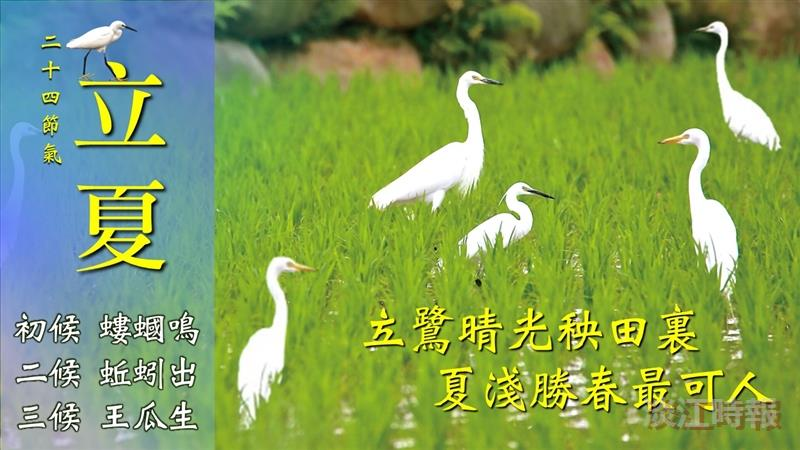 二十四節氣
立夏
初候 螻蟈鳴
二候 蚯蚓出
三候 王瓜生
立鷺晴光秧田裏
夏淺勝春最可人
淡江時報